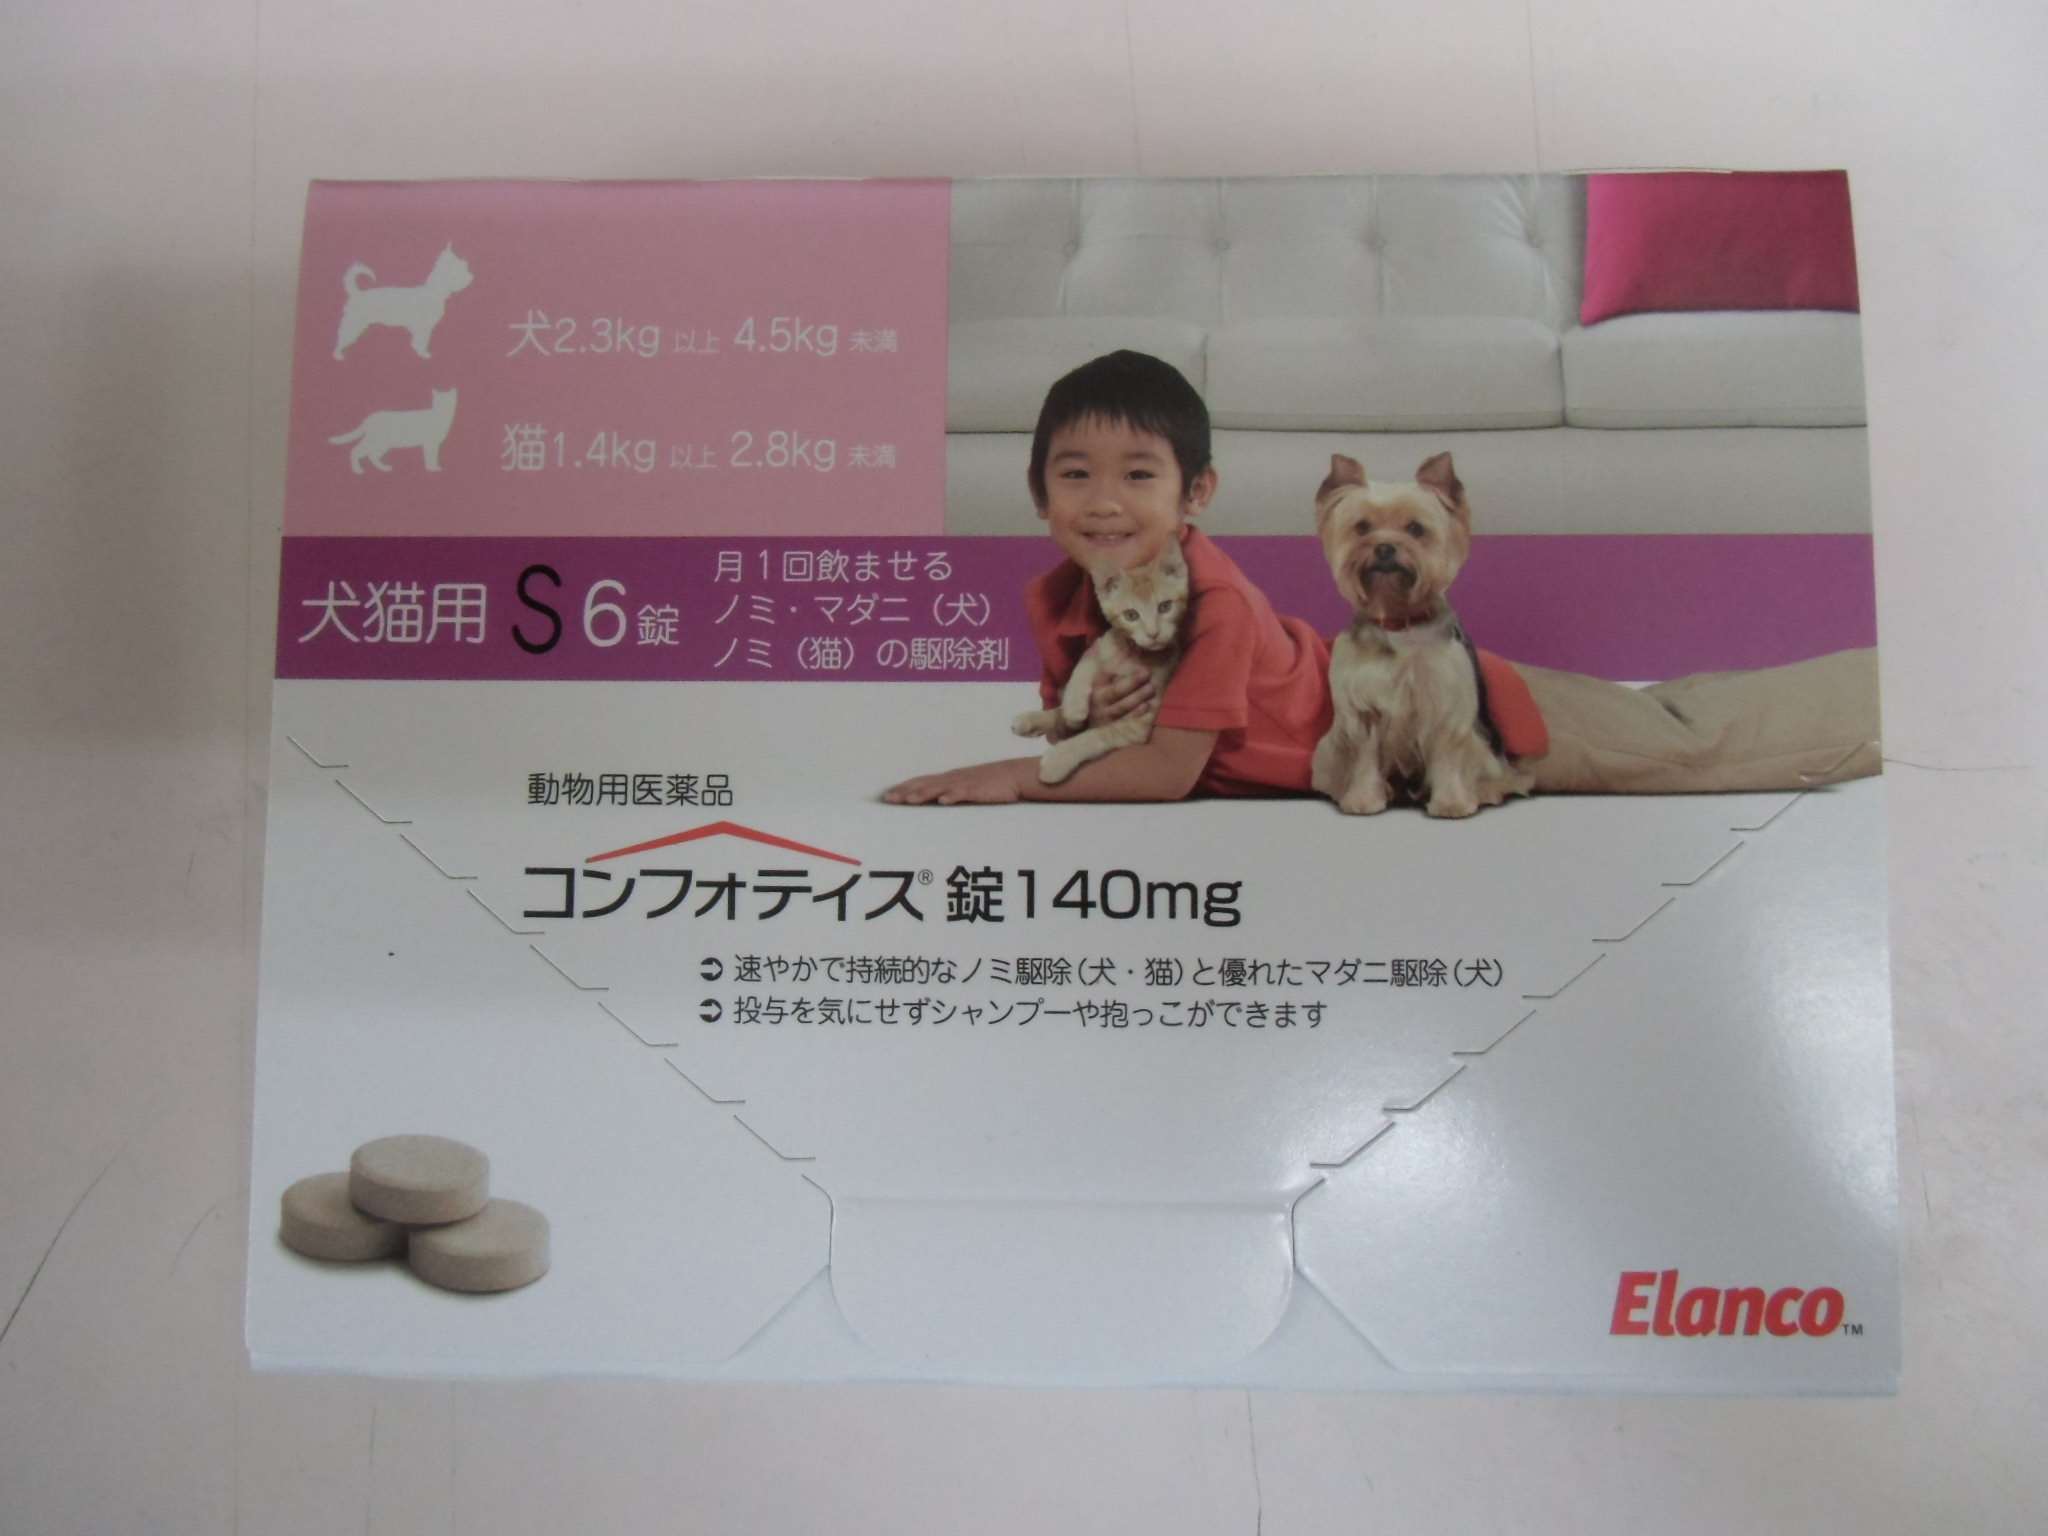 犬2.3kg 以上 4.5kg 未満
猫1.4kg 以上 2.8kg 未満
犬猫用 S 6錠
月1回飲ませる
ノミ・マダニ（犬）
ノミ（猫）の駆除剤
動物用医薬品
コンフォティス® 錠140mg
➲ 速やかで持続的なノミ駆除（犬・猫）と優れたマダニ駆除（犬）
➲ 投与を気にせずシャンプーや抱っこができます
Elanco™